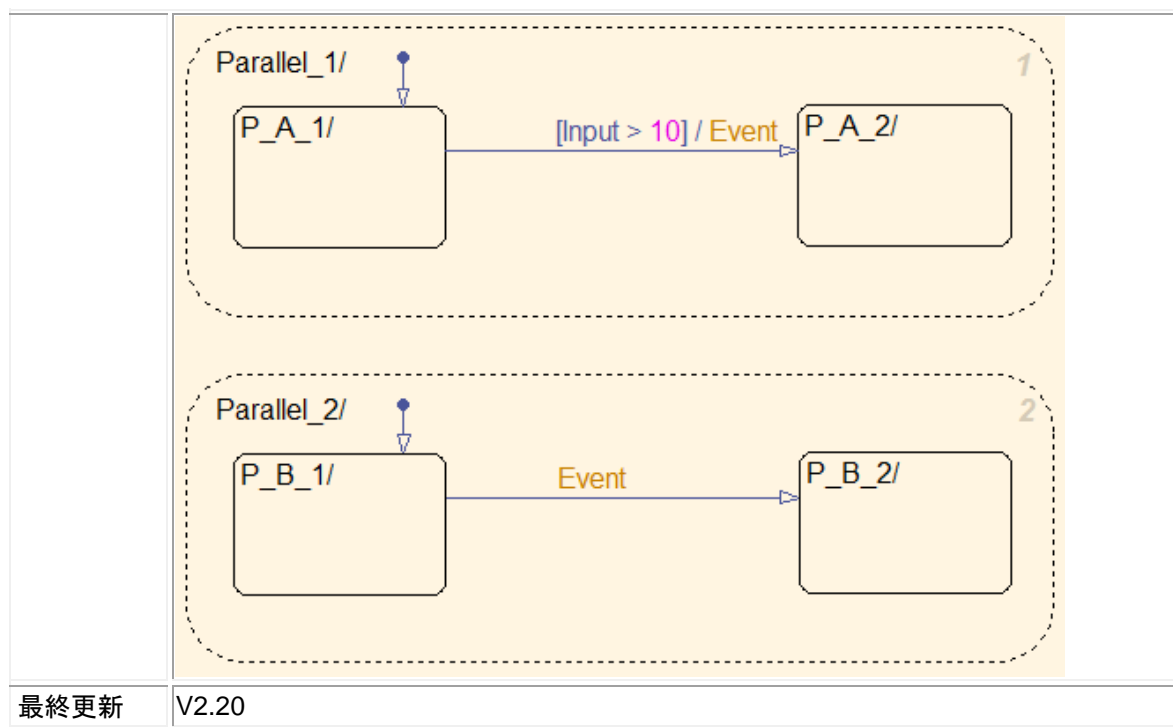 Parallel_1/
1
P_A_1/
[Input > 10] / Event
P_A_2/
Parallel_2/
2
P_B_1/
Event
P_B_2/
最終更新 V2.20